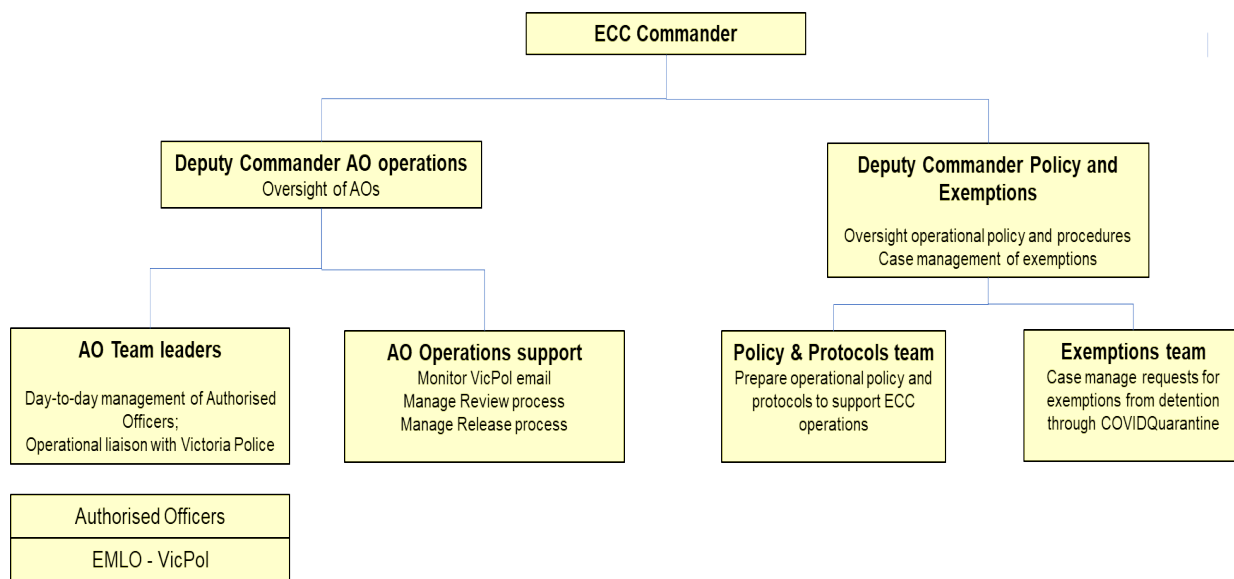 ECC Commander
Deputy Commander AO operations
Oversight of AOs
Deputy Commander Policy and
Exemptions
Oversight operational policy and procedures
Case management of exemptions
AO Team leaders
Day-to-day management of Authorised
Officers;
Operational liaison with Victoria Police
AO Operations support
Monitor VicPol email
Manage Review process
Manage Release process
Policy & Protocols team
Prepare operational policy and
protocols to support ECC
operations
Exemptions team
Case manage requests for
exemptions from detention
through COVIDQuarantine
Authorised Officers
EMLO - VicPol